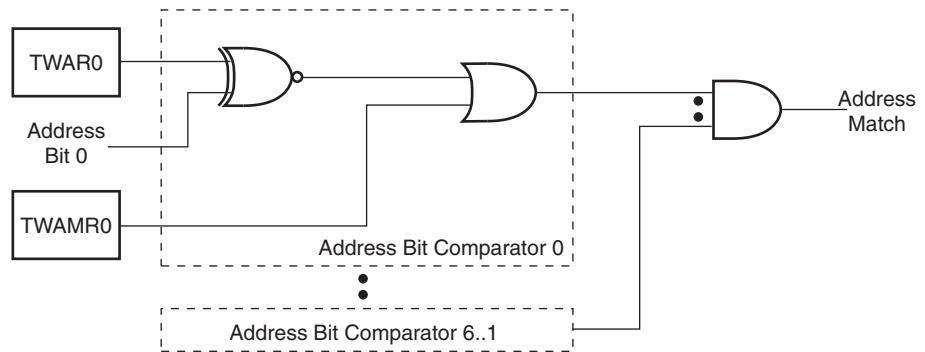 TWAR0
Address
Bit 0
TWAMR0
Address Bit Comparator 0
Address Bit Comparator 6..1
Address
Match